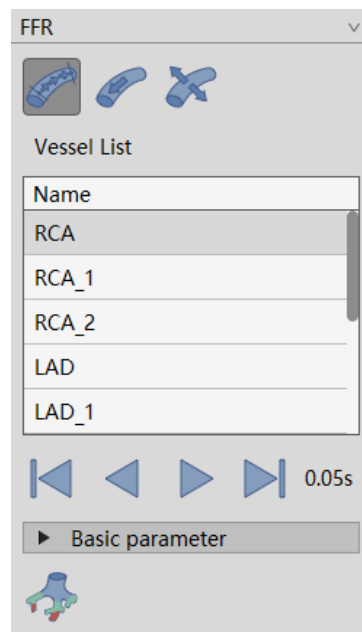 FFR
Vessel List
Name
RCA
RCA_1
RCA_2
LAD
LAD_1
0.05s
Basic parameter